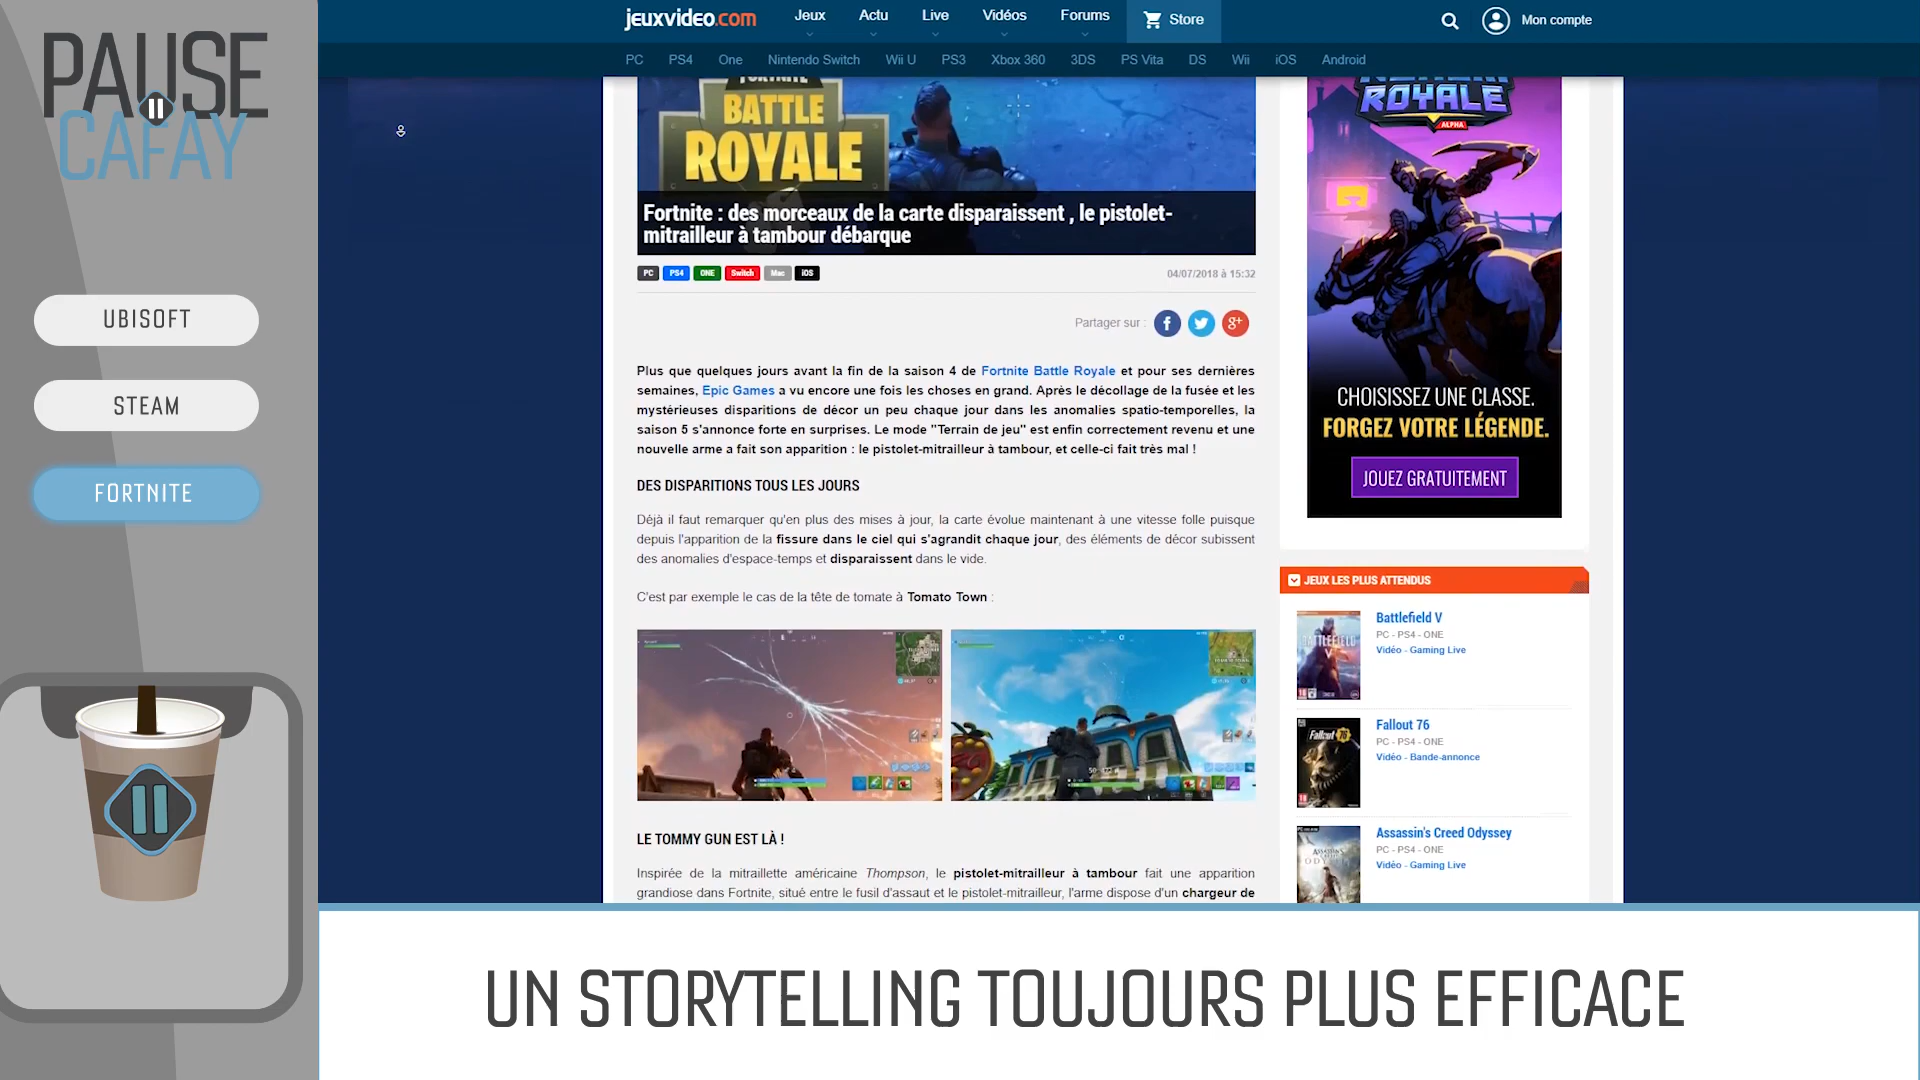 PAUSE
CAFAY
UBISOFT
STEAM
FORTNITE
jeuxvideo.com
Jeux
Actu
Live
Vidéos
Forums
Store
Mon compte
PC
PS4
One
Nintendo Switch
Wii U
PS3
Xbox 360
3DS
PS Vita
DS
Wii
iOS
Android
FORTNITE
BATTLE
ROYALE
Fortnite : des morceaux de la carte disparaissent , le pistolet-
mitrailleur à tambour débarque
PC
PS4
ONE
Switch
Mac
iOS
04/07/2018 à 15:32
Partager sur :
Plus que quelques jours avant la fin de la saison 4 de Fortnite Battle Royale et pour ses dernières
semaines, Epic Games a vu encore une fois les choses en grand. Après le décollage de la fusée et les
mystérieuses disparitions de décor un peu chaque jour dans les anomalies spatio-temporelles, la
saison 5 s'annonce forte en surprises. Le mode "Terrain de jeu" est enfin correctement revenu et une
nouvelle arme a fait son apparition : le pistolet-mitrailleur à tambour, et celle-ci fait très mal !
DES DISPARITIONS TOUS LES JOURS
Déjà il faut remarquer qu'en plus des mises à jour, la carte évolue maintenant à une vitesse folle puisque
depuis l'apparition de la fissure dans le ciel qui s'agrandit chaque jour, des éléments de décor subissent
des anomalies d'espace-temps et disparaissent dans le vide.
C'est par exemple le cas de la tête de tomate à Tomato Town :
LE TOMMY GUN EST LÀ !
Inspirée de la mitraillette américaine Thompson, le pistolet-mitrailleur à tambour fait une apparition
grandiose dans Fortnite, situé entre le fusil d'assaut et le pistolet-mitrailleur, l'arme dispose d'un chargeur de
ROYALE
ALPHA
CHOISISSEZ UNE CLASSE.
FORGEZ VOTRE LÉGENDE.
JOUEZ GRATUITEMENT
JEUX LES PLUS ATTENDUS
Battlefield V
PC - PS4 - ONE
Vidéo - Gaming Live
Fallout 76
PC - PS4 - ONE
Vidéo - Bande-annonce
Assassin's Creed Odyssey
PC - PS4 - ONE
Vidéo - Gaming Live
UN STORYTELLING TOUJOURS PLUS EFFICACE